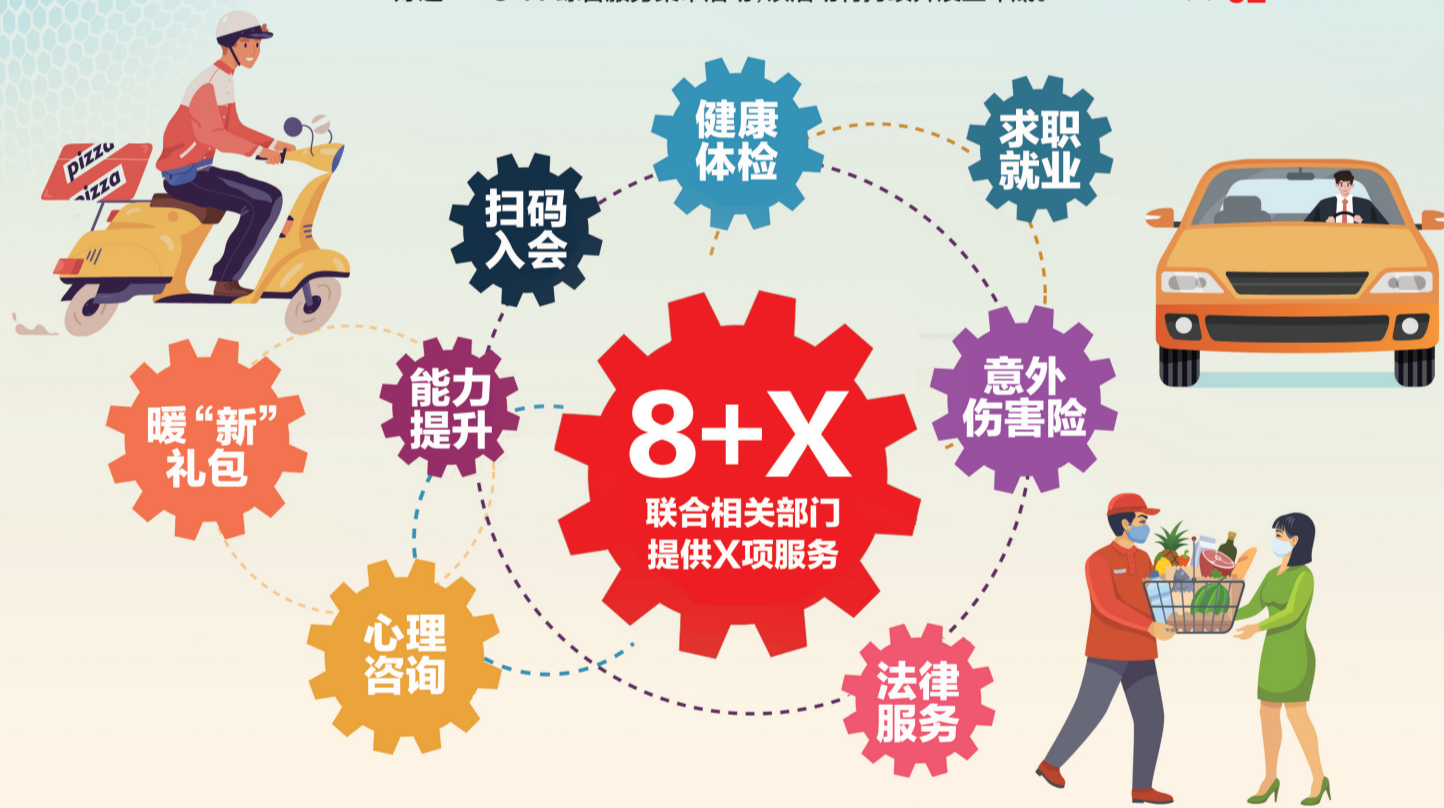 健康
体检
求职
就业
扫码
入会
8+X
联合相关部门
提供X项服务
意外
伤害险
能力
提升
暖“新”
礼包
心理
咨询
法律
服务
pizza
pizza